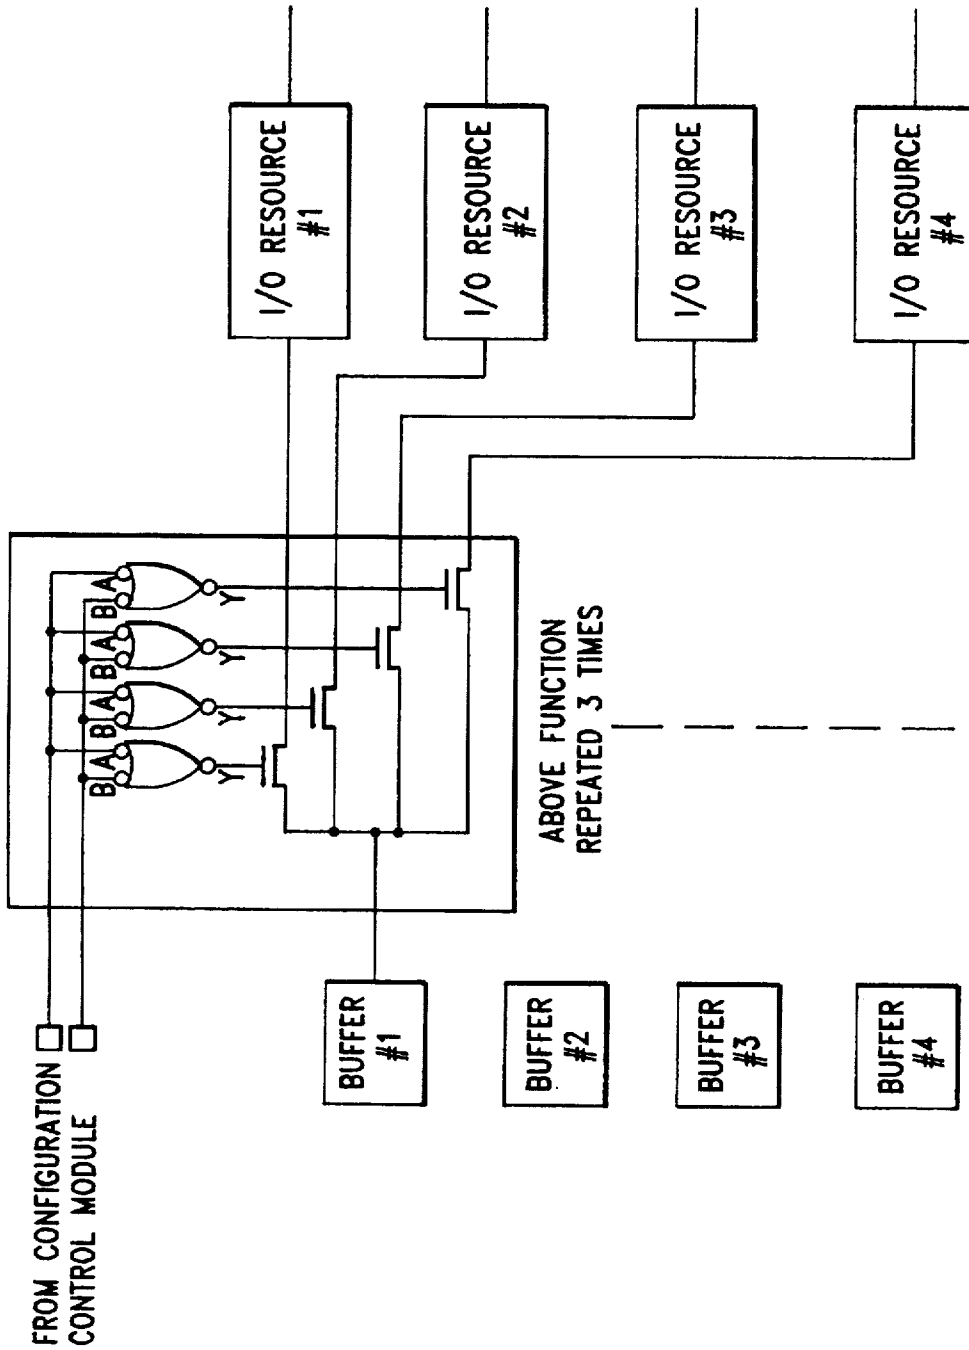 FROM CONFIGURATION
CONTROL MODULE
B A
Y
B A
Y
B A
Y
B A
Y
I/O RESOURCE
#1
I/O RESOURCE
#2
I/O RESOURCE
#3
I/O RESOURCE
#4
BUFFER
#1
BUFFER
#2
BUFFER
#3
BUFFER
#4
ABOVE FUNCTION
REPEATED 3 TIMES